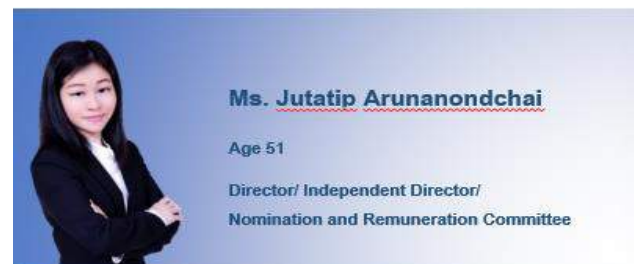 Ms. Jutatip Arunanondchai
Age 51
Director/ Independent Director/
Nomination and Remuneration Committee